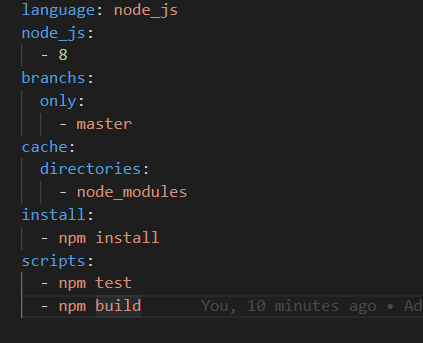 language: node_js
node_js:
  - 8
branchs:
  only:
    - master
cache:
  directories:
    - node_modules
install:
  - npm install
scripts:
  - npm test
  - npm build You, 10 minutes ago • Ad